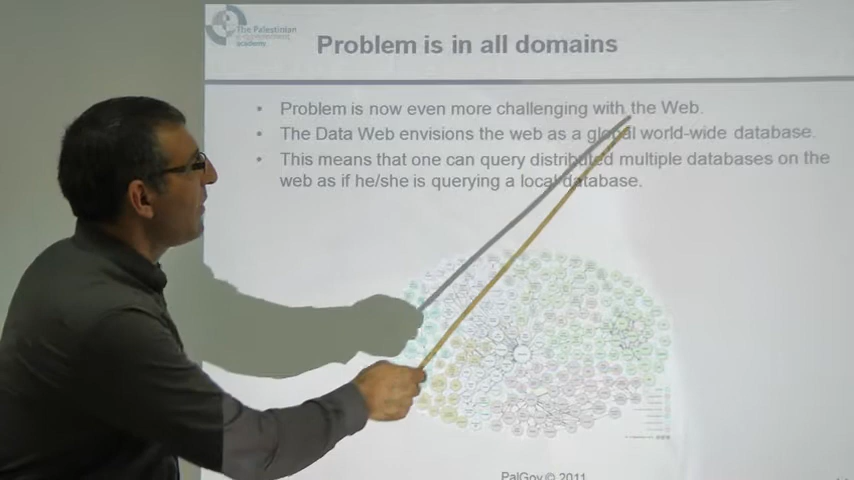 The Palestinian
e-Government
academy
Problem is in all domains
• Problem is now even more challenging with the Web.
• The Data Web envisions the web as a global world-wide database.
• This means that one can query distributed multiple databases on the
web as if he/she is querying a local database.
PalGov © 2011